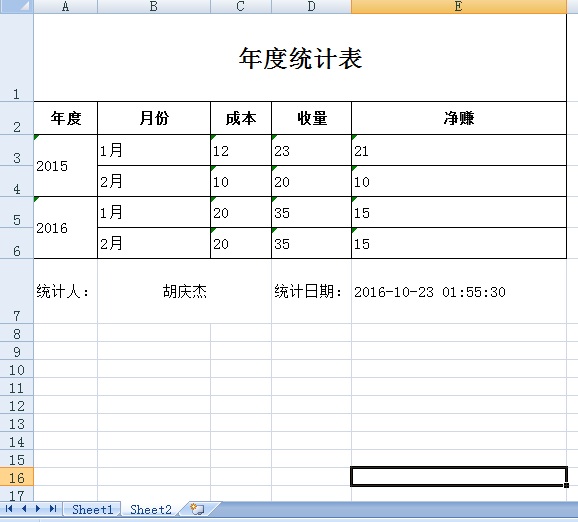 A B C D E
1 年度统计表
2 年度 月份 成本 收量 净赚
3 2015 1月 12 23 21
4 2月 10 20 10
5 2016 1月 20 35 15
6 2月 20 35 15
7 统计人： 胡庆杰 统计日期： 2016-10-23 01:55:30
8
9
10
11
12
13
14
15
16
17
Sheet1 Sheet2